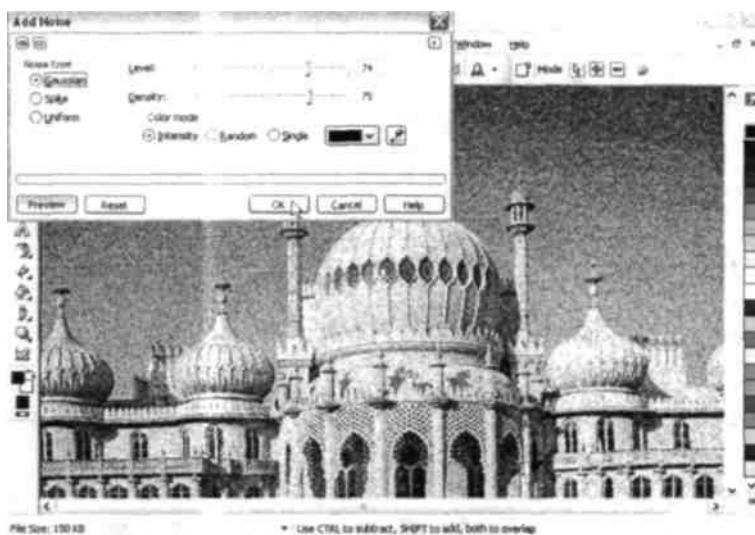 Add Noise
Window Help
Noise type
Gaussian
Spike
Uniform
Level: 74
Density: 75
Color mode
Intensity Random Single
Mode
Preview Reset OK Cancel Help
File Size: 150 KB
Use CTRL to subtract, SHIFT to add, both to overlap